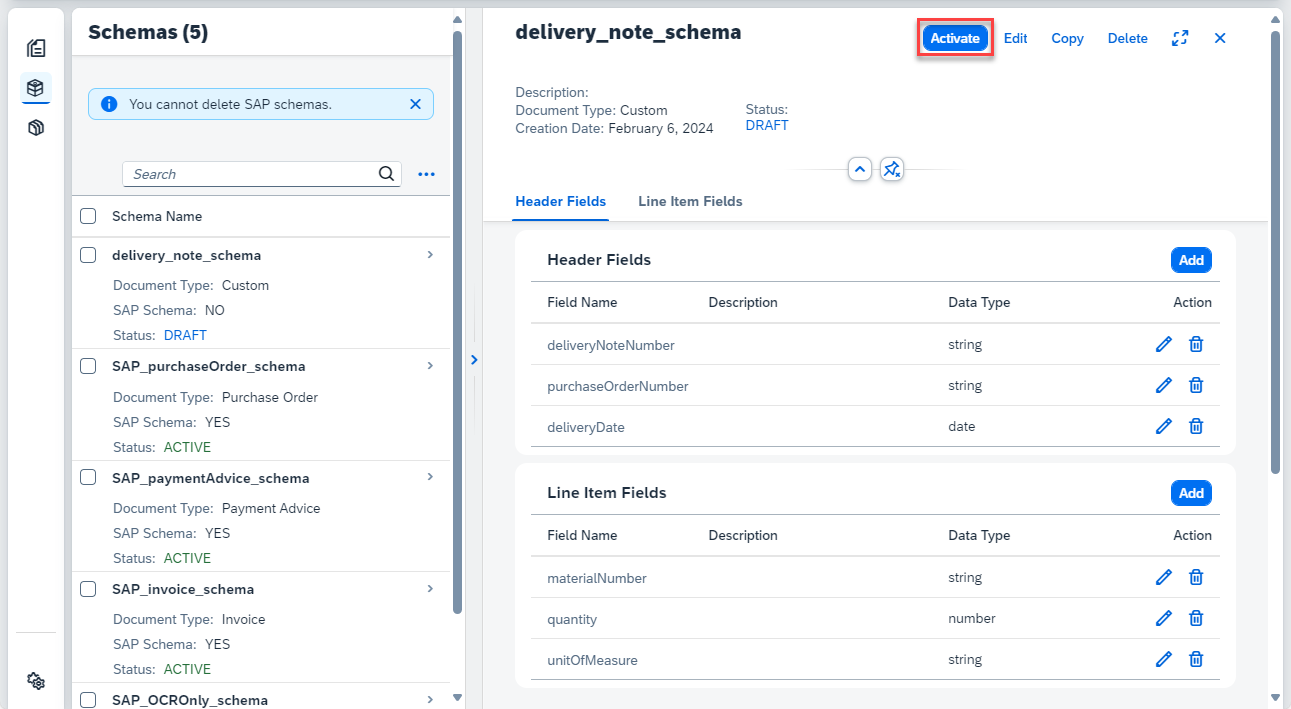 Schemas (5)
You cannot delete SAP schemas.
Search
Schema Name
delivery_note_schema
Document Type: Custom
SAP Schema: NO
Status: DRAFT
SAP_purchaseOrder_schema
Document Type: Purchase Order
SAP Schema: YES
Status: ACTIVE
SAP_paymentAdvice_schema
Document Type: Payment Advice
SAP Schema: YES
Status: ACTIVE
SAP_invoice_schema
Document Type: Invoice
SAP Schema: YES
Status: ACTIVE
SAP_OCROnly_schema
delivery_note_schema
Activate Edit Copy Delete
Description:
Document Type: Custom
Creation Date: February 6, 2024
Status:
DRAFT
Header Fields Line Item Fields
Header Fields Add
Field Name Description Data Type Action
deliveryNoteNumber string
purchaseOrderNumber string
deliveryDate date
Line Item Fields Add
Field Name Description Data Type Action
materialNumber string
quantity number
unitOfMeasure string